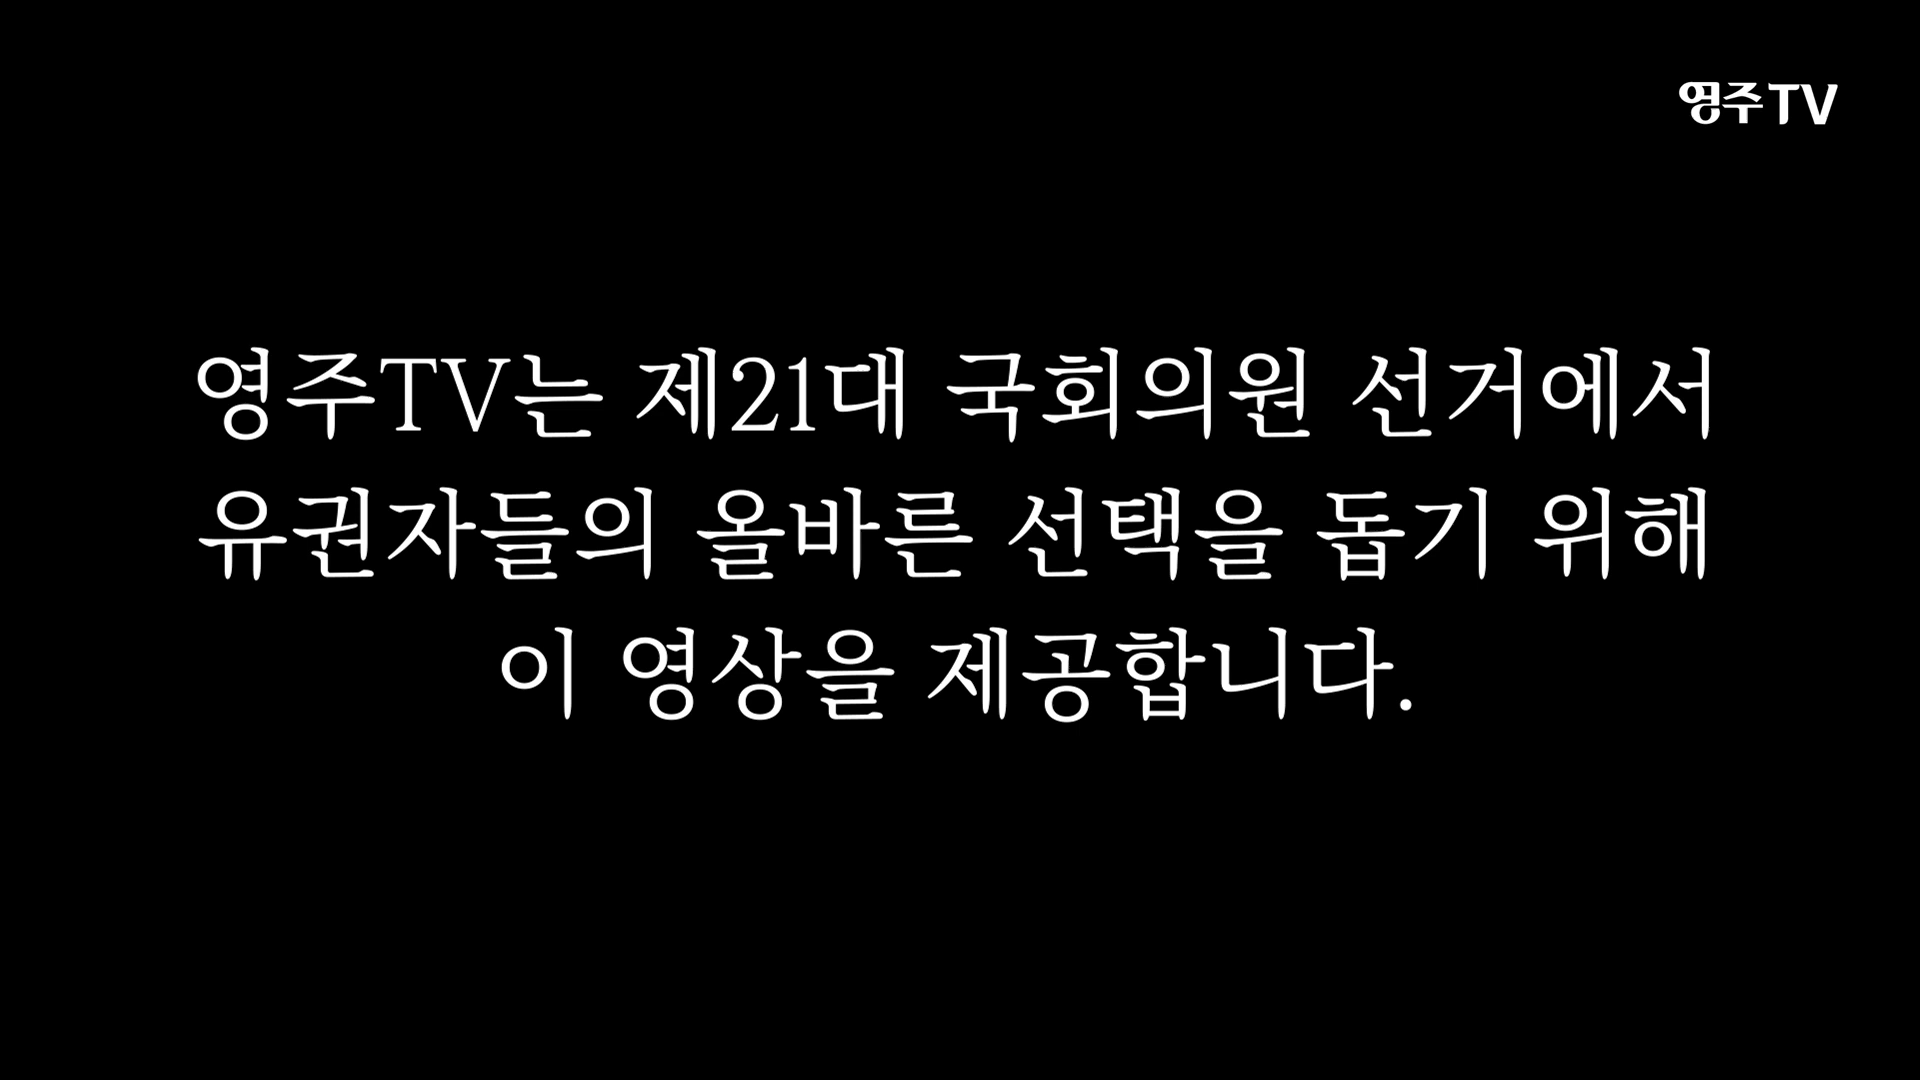 영주TV
영주TV는 제21대 국회의원 선거에서
유권자들의 올바른 선택을 돕기 위해
이 영상을 제공합니다.